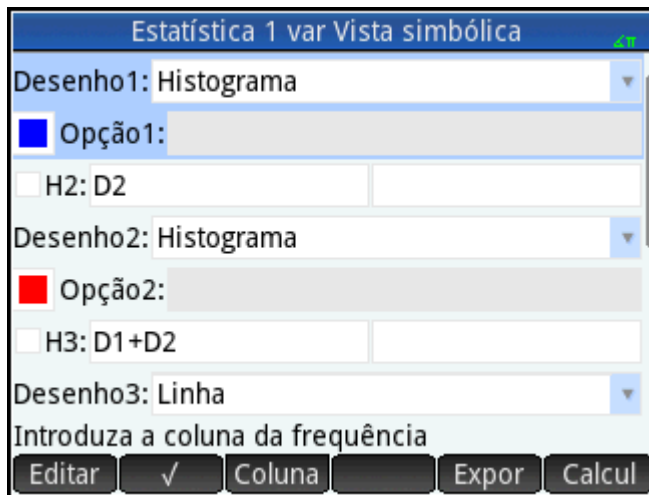 Estatística 1 var Vista simbólica
∡π
Desenho1: Histograma
Opção1:
H2: D2
Desenho2: Histograma
Opção2:
H3: D1+D2
Desenho3: Linha
Introduza a coluna da frequência
Editar √ Coluna Expor Calcul